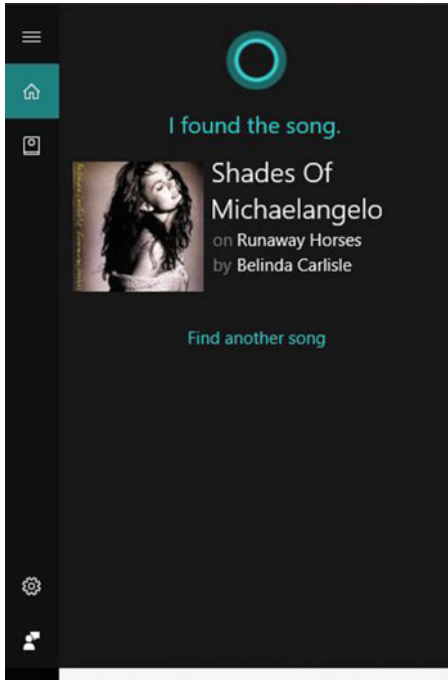 I found the song.
Shades Of
Michaelangelo
on Runaway Horses
by Belinda Carlisle
Find another song